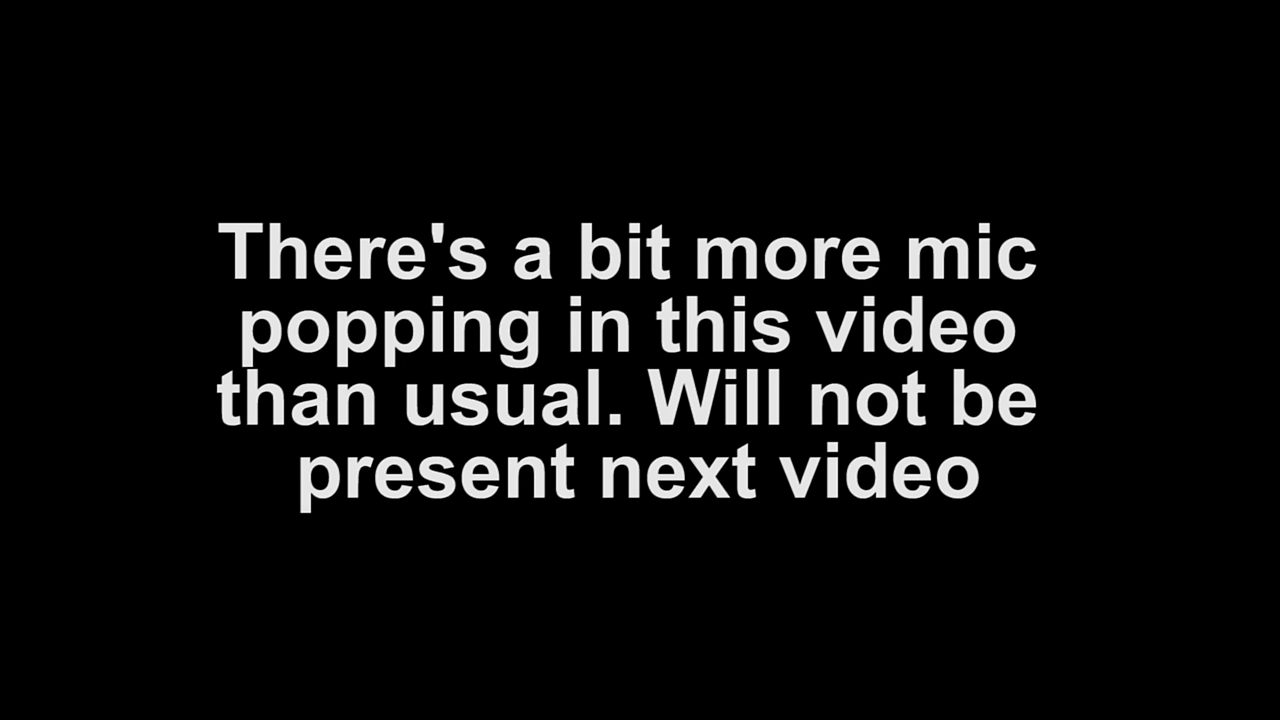 There's a bit more mic
popping in this video
than usual. Will not be
present next video